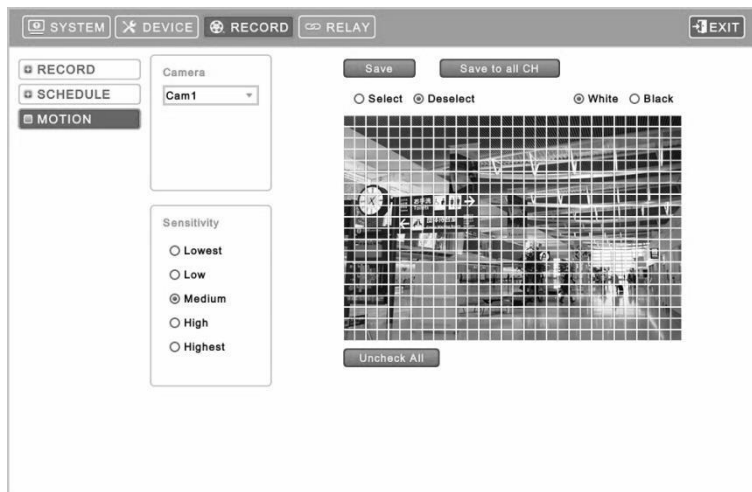 SYSTEM DEVICE RECORD RELAY EXIT
RECORD
SCHEDULE
MOTION
Camera
Cam1
Sensitivity
Lowest
Low
Medium
High
Highest
Save Save to all CH
Select Deselect White Black
Uncheck All